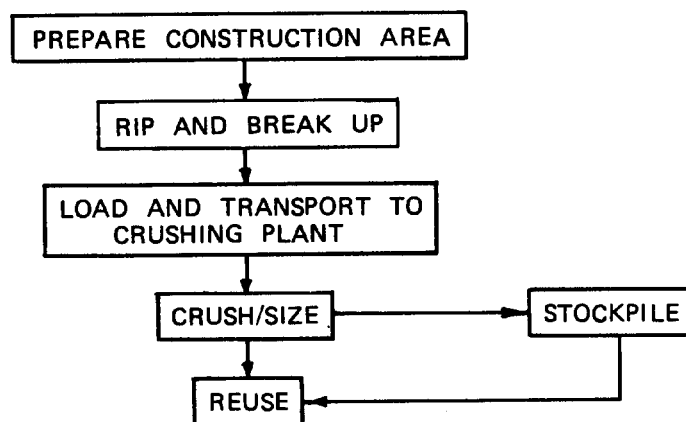 PREPARE CONSTRUCTION AREA
RIP AND BREAK UP
LOAD AND TRANSPORT TO
CRUSHING PLANT
CRUSH/SIZE
STOCKPILE
REUSE